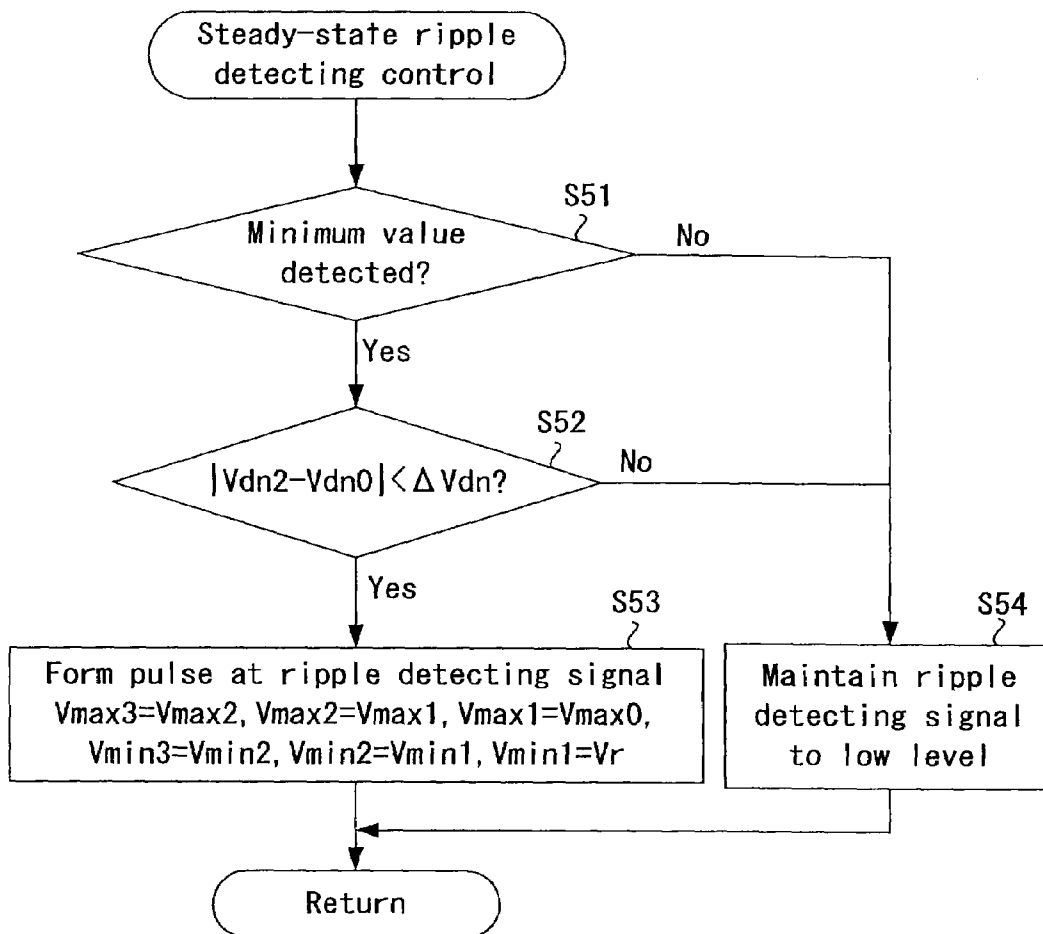 Steady-state ripple
detecting control
S51
Minimum value
detected?
No
Yes
S52
|Vdn2-Vdn0|<ΔVdn?
No
Yes
S53
Form pulse at ripple detecting signal
Vmax3=Vmax2, Vmax2=Vmax1, Vmax1=Vmax0,
Vmin3=Vmin2, Vmin2=Vmin1, Vmin1=Vr
S54
Maintain ripple
detecting signal
to low level
Return